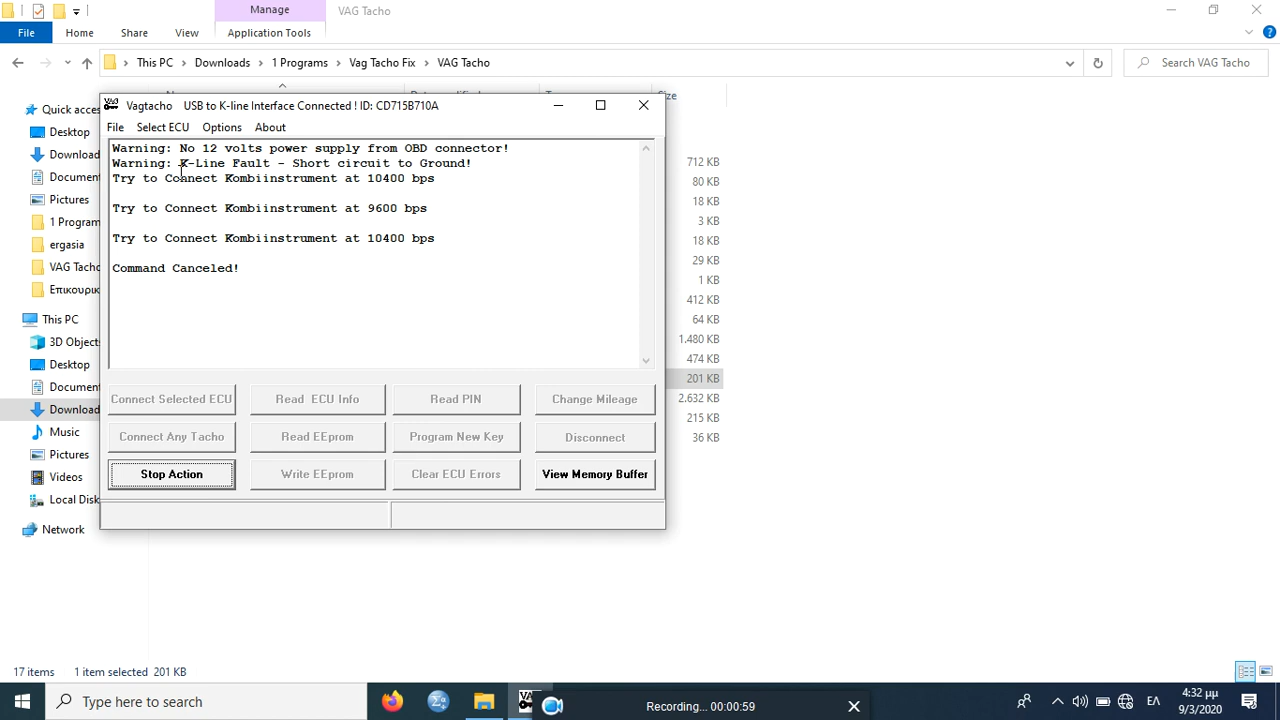 Manage
VAG Tacho
File
Home
Share
View
Application Tools
This PC
Downloads
1 Programs
Vag Tacho Fix
VAG Tacho
Search VAG Tacho
Quick acces
Desktop
Download
Document
Pictures
1 Program
ergasia
VAG Tacho
Επικουρικ
This PC
3D Objects
Desktop
Document
Download
Music
Pictures
Videos
Local Disk
Network
Size
712 KB
80 KB
18 KB
3 KB
18 KB
29 KB
1 KB
412 KB
64 KB
1.480 KB
474 KB
201 KB
2.632 KB
215 KB
36 KB
Vagtacho USB to K-line Interface Connected ! ID: CD715B710A
File
Select ECU
Options
About
Warning: No 12 volts power supply from OBD connector!
Warning: K-Line Fault - Short circuit to Ground!
Try to Connect Kombiinstrument at 10400 bps
Try to Connect Kombiinstrument at 9600 bps
Try to Connect Kombiinstrument at 10400 bps
Command Canceled!
Connect Selected ECU
Read ECU Info
Read PIN
Change Mileage
Connect Any Tacho
Read EEprom
Program New Key
Disconnect
Stop Action
Write EEprom
Clear ECU Errors
View Memory Buffer
17 items
1 item selected 201 KB
Type here to search
Recording... 00:00:59
ΕΛ
4:32 μμ
9/3/2020